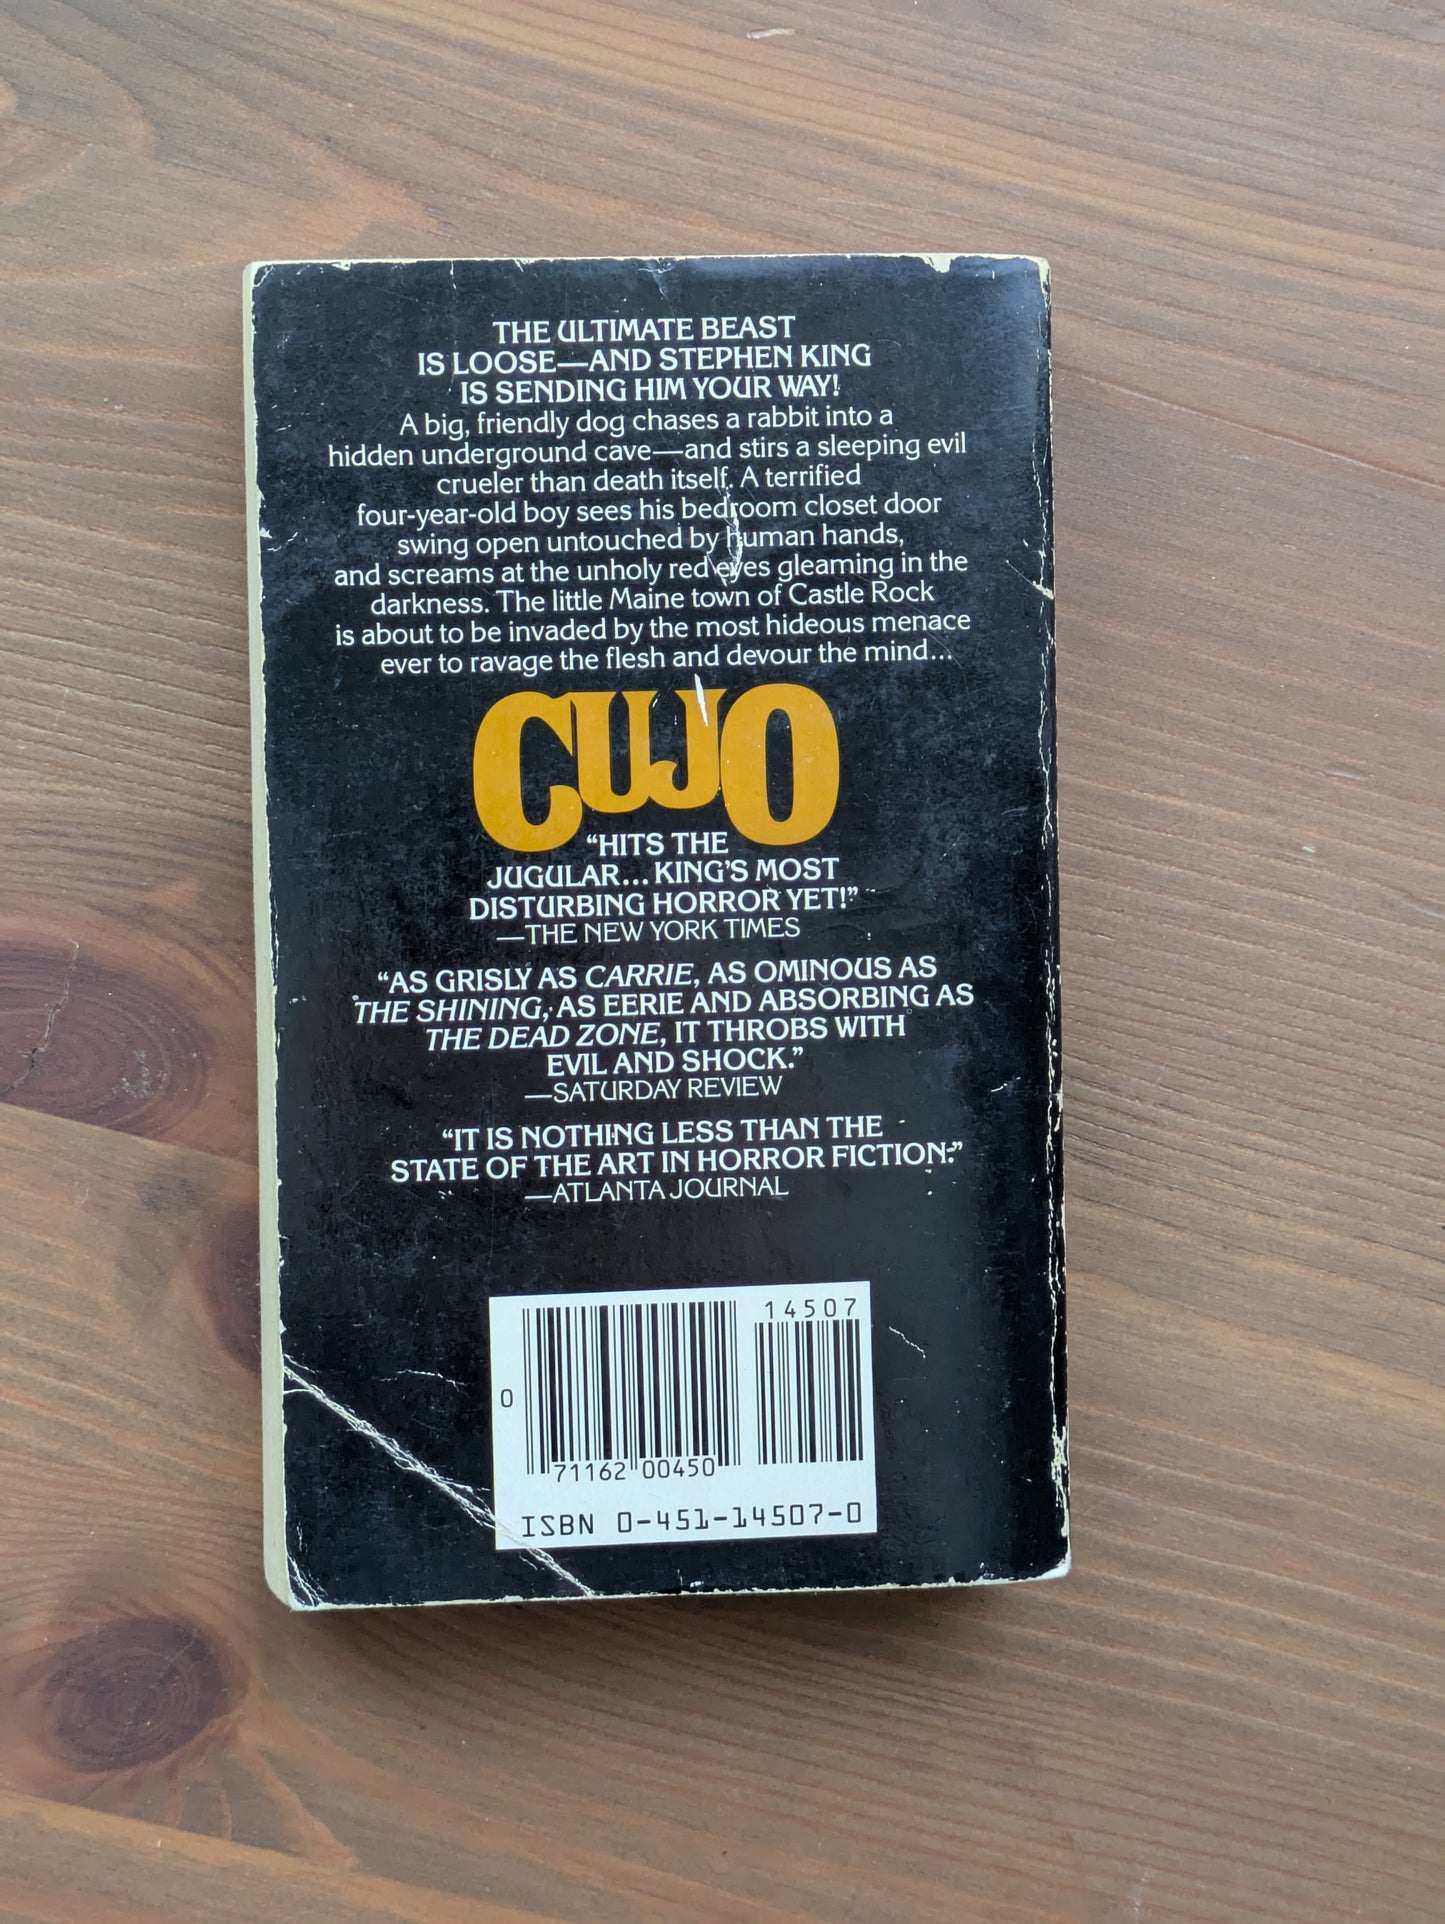 THE ULTIMATE BEAST
IS LOOSE—AND STEPHEN KING
IS SENDING HIM YOUR WAY!
A big, friendly dog chases a rabbit into a
hidden underground cave—and stirs a sleeping evil
crueler than death itself. A terrified
four-year-old boy sees his bedroom closet door
swing open untouched by human hands,
and screams at the unholy red eyes gleaming in the
darkness. The little Maine town of Castle Rock
is about to be invaded by the most hideous menace
ever to ravage the flesh and devour the mind...
CUJO
“HITS THE
JUGULAR... KING’S MOST
DISTURBING HORROR YET!”
—THE NEW YORK TIMES
“AS GRISLY AS CARRIE, AS OMINOUS AS
THE SHINING, AS EERIE AND ABSORBING AS
THE DEAD ZONE, IT THROBS WITH
EVIL AND SHOCK.”
—SATURDAY REVIEW
“IT IS NOTHING LESS THAN THE
STATE OF THE ART IN HORROR FICTION.”
—ATLANTA JOURNAL
14507
0
71162 00450
ISBN 0-451-14507-0